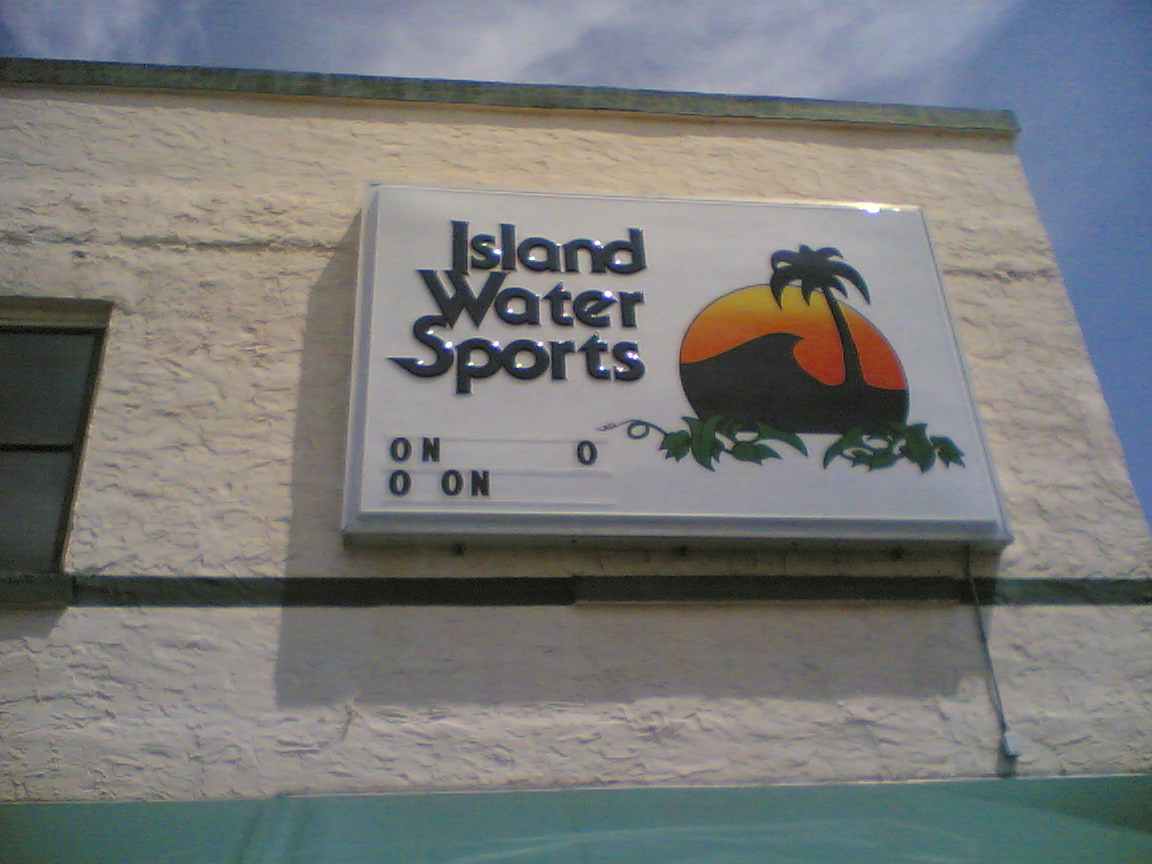 Island
Water
Sports
ON O
O ON